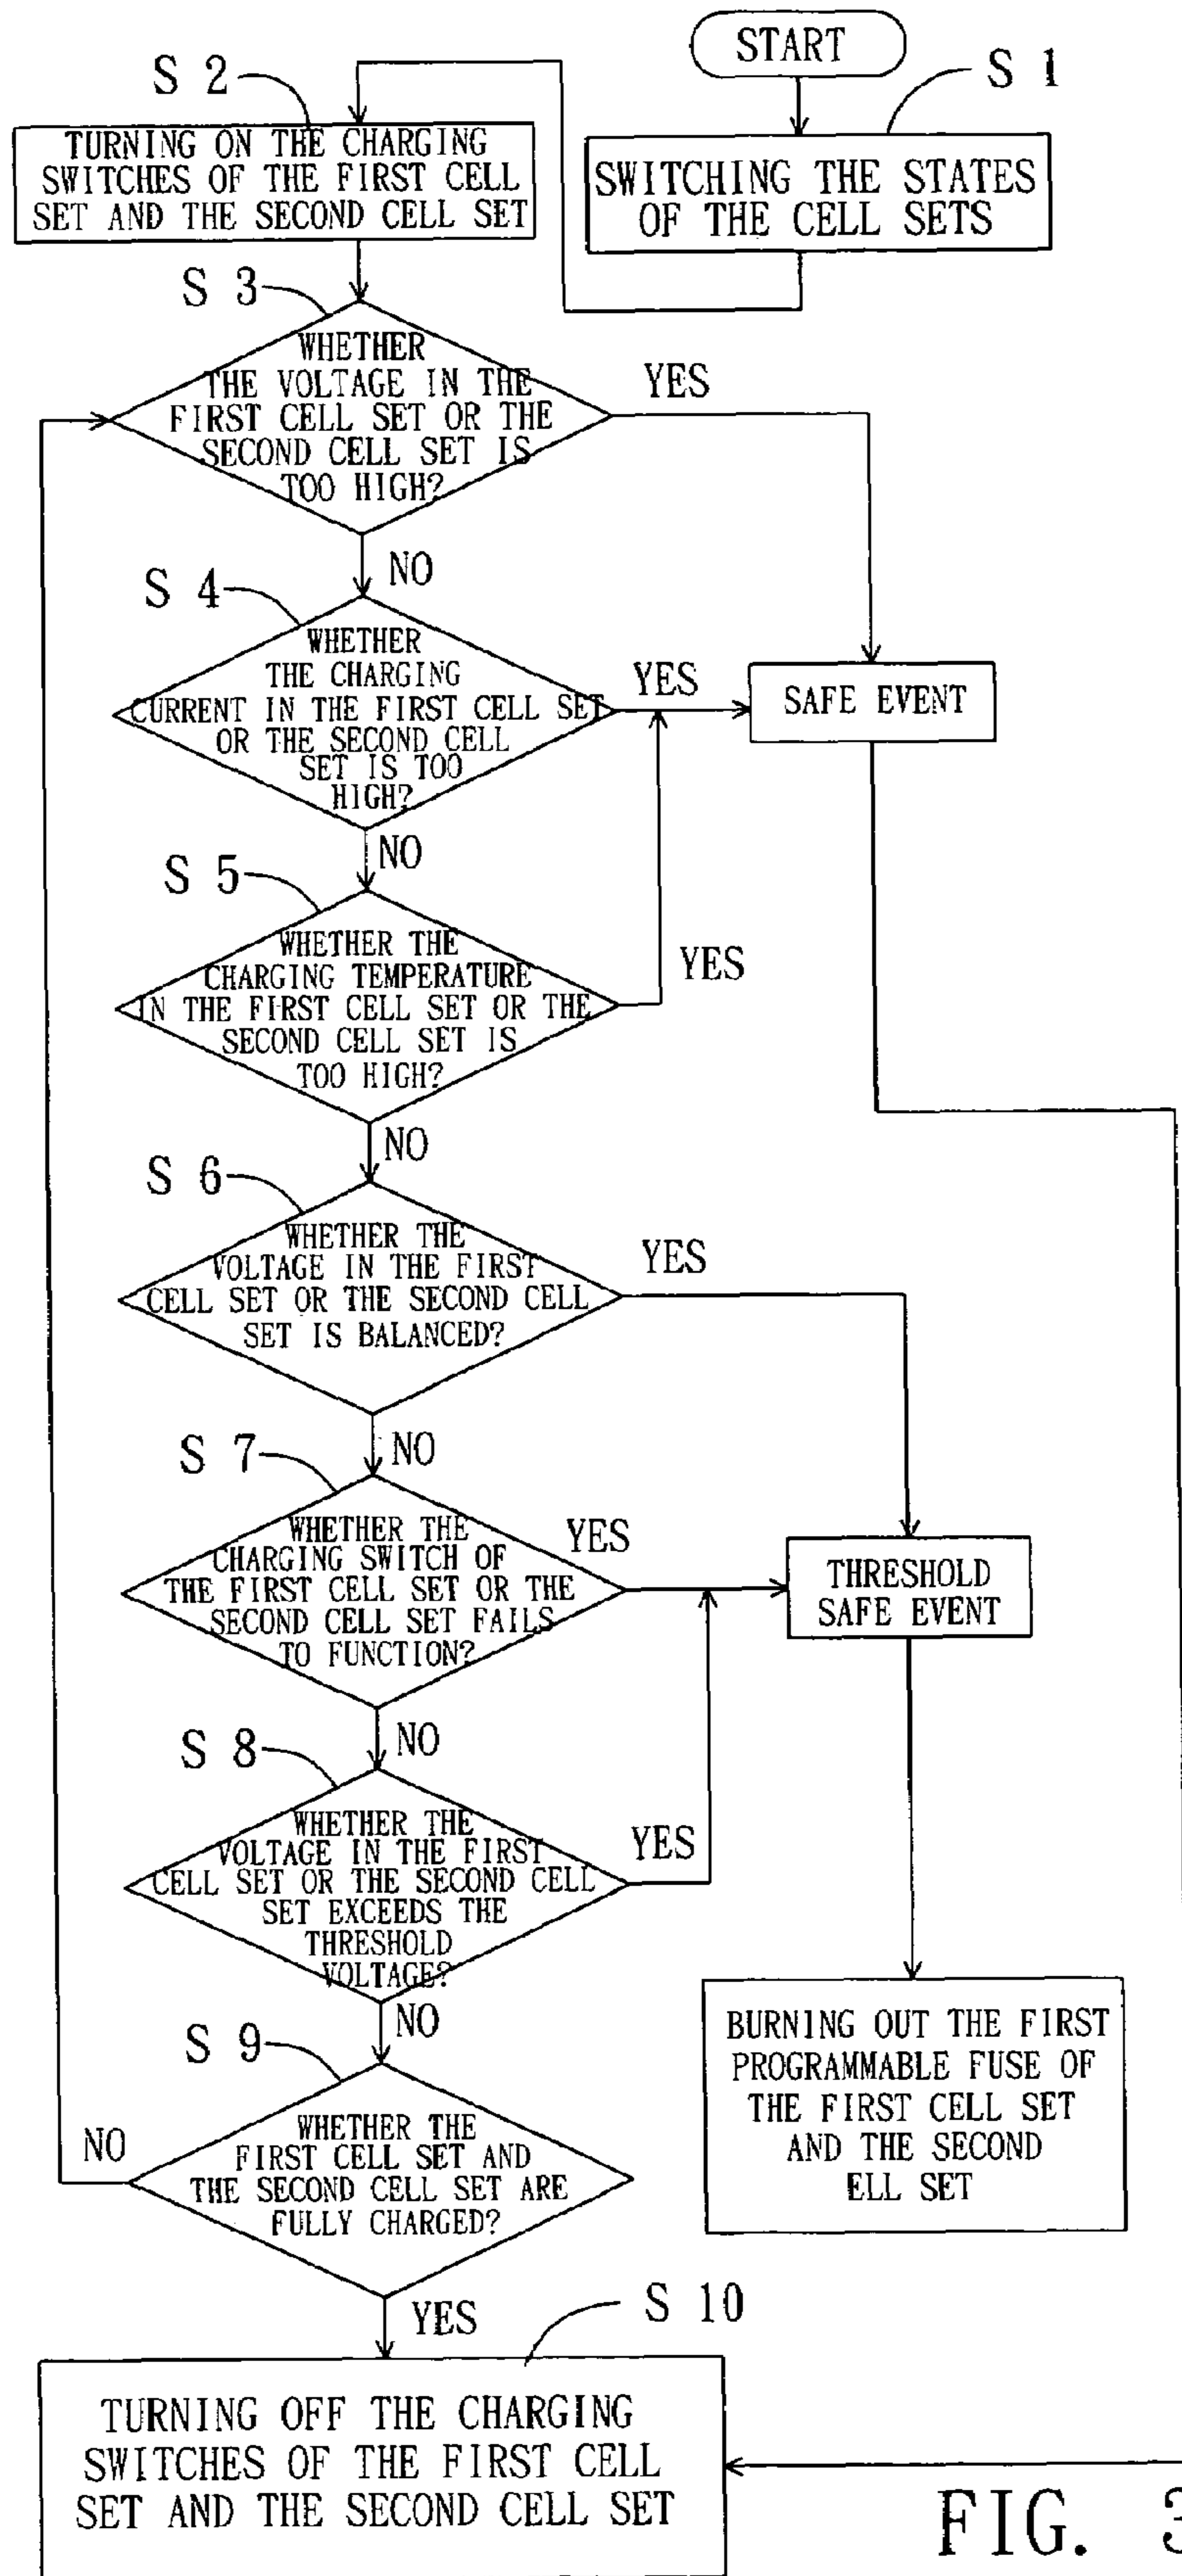 START
S 1
SWITCHING THE STATES
OF THE CELL SETS
S 2
TURNING ON THE CHARGING
SWITCHES OF THE FIRST CELL
SET AND THE SECOND CELL SET
S 3
WHETHER
THE VOLTAGE IN THE
FIRST CELL SET OR THE
SECOND CELL SET IS
TOO HIGH?
YES
NO
S 4
WHETHER
THE CHARGING
CURRENT IN THE FIRST CELL SET
OR THE SECOND CELL
SET IS TOO
HIGH?
YES
SAFE EVENT
NO
S 5
WHETHER THE
CHARGING TEMPERATURE
IN THE FIRST CELL SET OR THE
SECOND CELL SET IS
TOO HIGH?
YES
NO
S 6
WHETHER THE
VOLTAGE IN THE FIRST
CELL SET OR THE SECOND CELL
SET IS BALANCED?
YES
NO
S 7
WHETHER THE
CHARGING SWITCH OF
THE FIRST CELL SET OR THE
SECOND CELL SET FAILS
TO FUNCTION?
YES
THRESHOLD
SAFE EVENT
NO
S 8
WHETHER THE
VOLTAGE IN THE FIRST
CELL SET OR THE SECOND CELL
SET EXCEEDS THE
THRESHOLD
VOLTAGE?
YES
NO
BURNING OUT THE FIRST
PROGRAMMABLE FUSE OF
THE FIRST CELL SET
AND THE SECOND
ELL SET
S 9
WHETHER THE
FIRST CELL SET AND
THE SECOND CELL SET ARE
FULLY CHARGED?
NO
YES
S 10
TURNING OFF THE CHARGING
SWITCHES OF THE FIRST CELL
SET AND THE SECOND CELL SET
FIG. 3